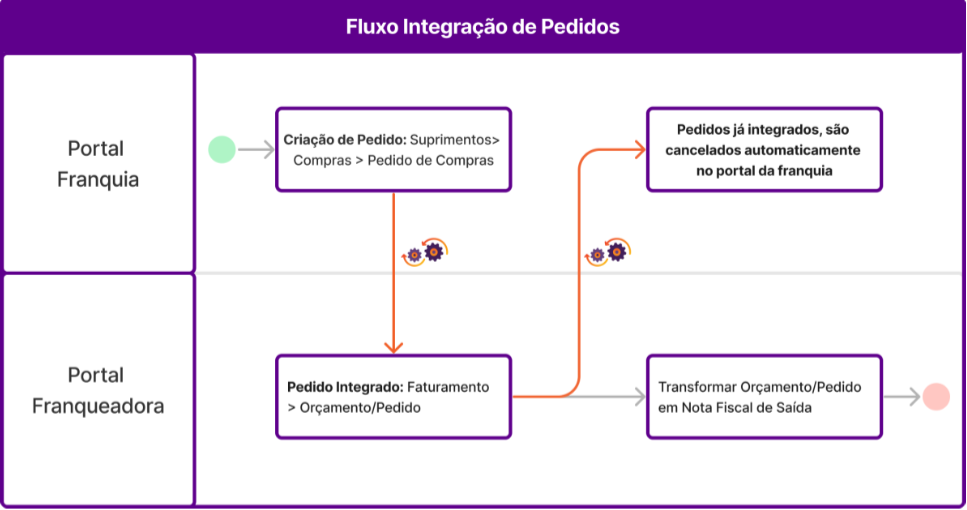 Fluxo Integração de Pedidos
Portal
Franquia
Criação de Pedido: Suprimentos>
Compras > Pedido de Compras
Pedidos já integrados, são
cancelados automaticamente
no portal da franquia
Portal
Franqueadora
Pedido Integrado: Faturamento
> Orçamento/Pedido
Transformar Orçamento/Pedido
em Nota Fiscal de Saída